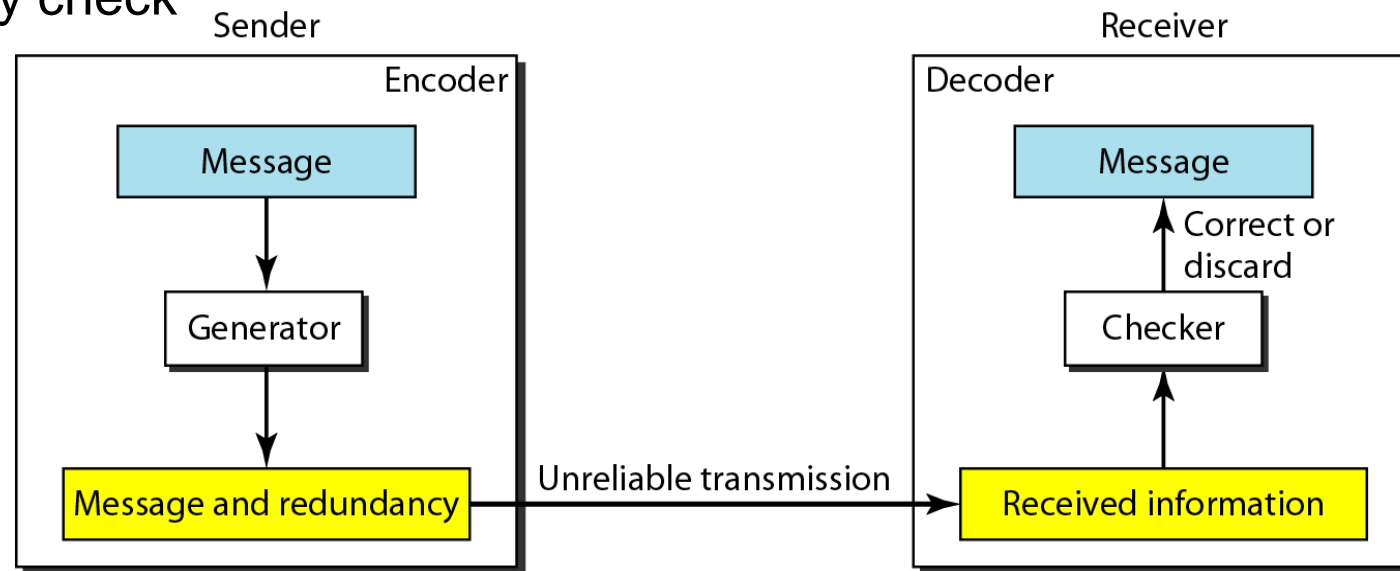 y check
Sender
Receiver
Encoder
Decoder
Message
Message
Correct or
discard
Generator
Checker
Unreliable transmission
Message and redundancy
Received information